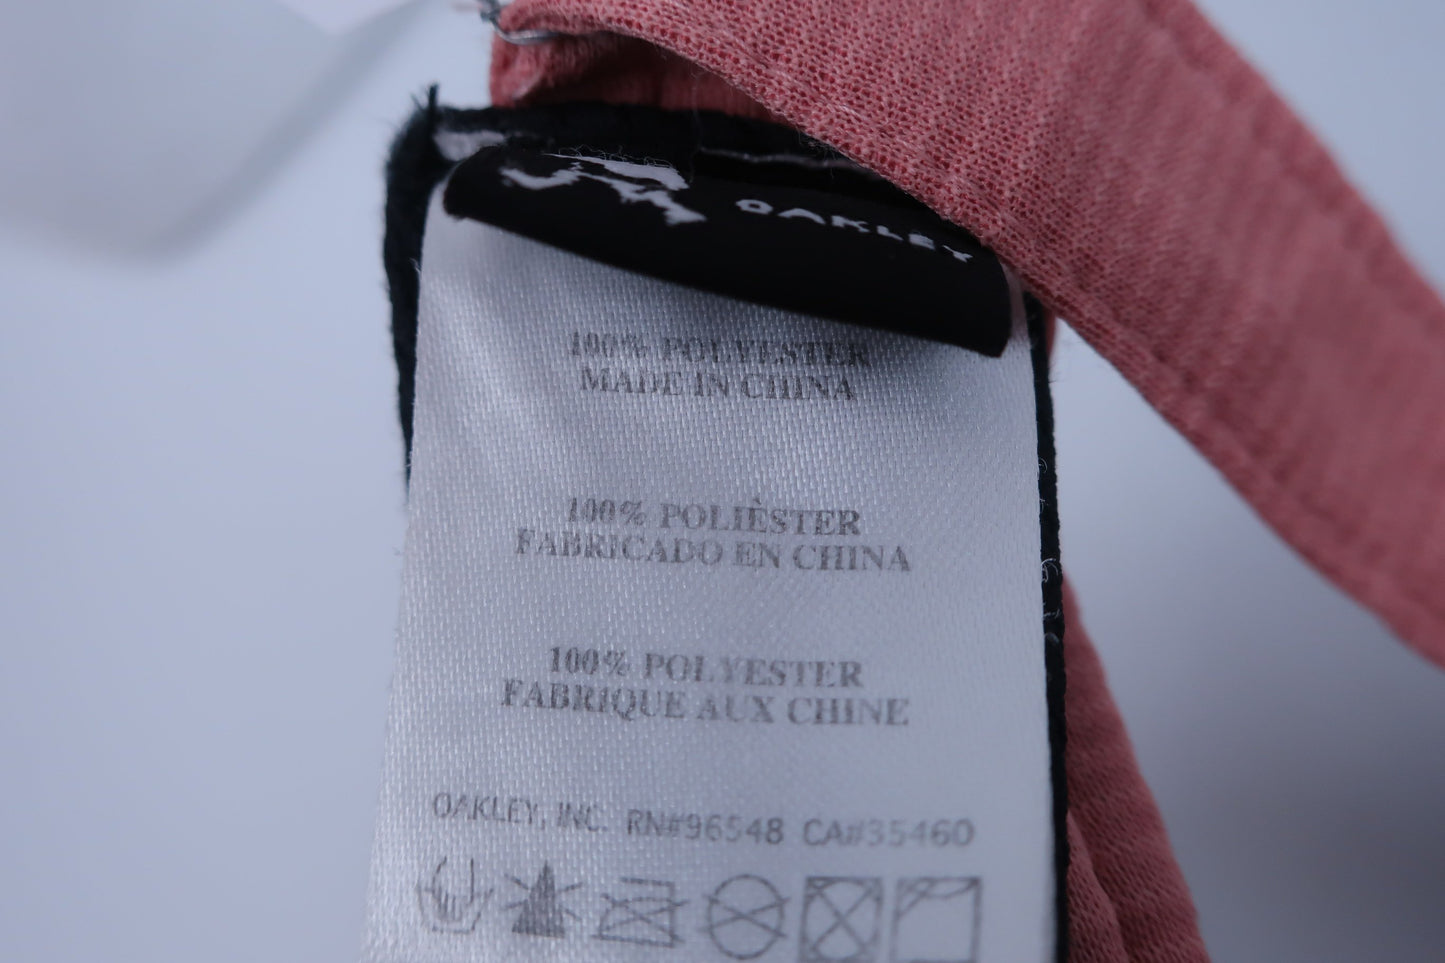 OAKLEY
100% POLYESTER
MADE IN CHINA
100% POLIÈSTER
FABRICADO EN CHINA
100% POLYESTER
FABRIQUE AUX CHINE
OAKLEY, INC. RN#96548 CA#35460